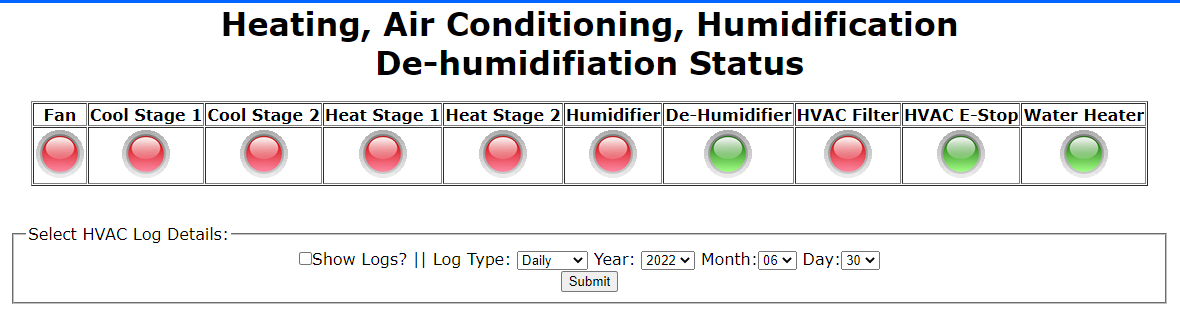 Heating, Air Conditioning, Humidification
De-humidifiation Status
Fan Cool Stage 1 Cool Stage 2 Heat Stage 1 Heat Stage 2 Humidifier De-Humidifier HVAC Filter HVAC E-Stop Water Heater
Select HVAC Log Details:
Show Logs? || Log Type: Daily Year: 2022 Month: 06 Day: 30
Submit